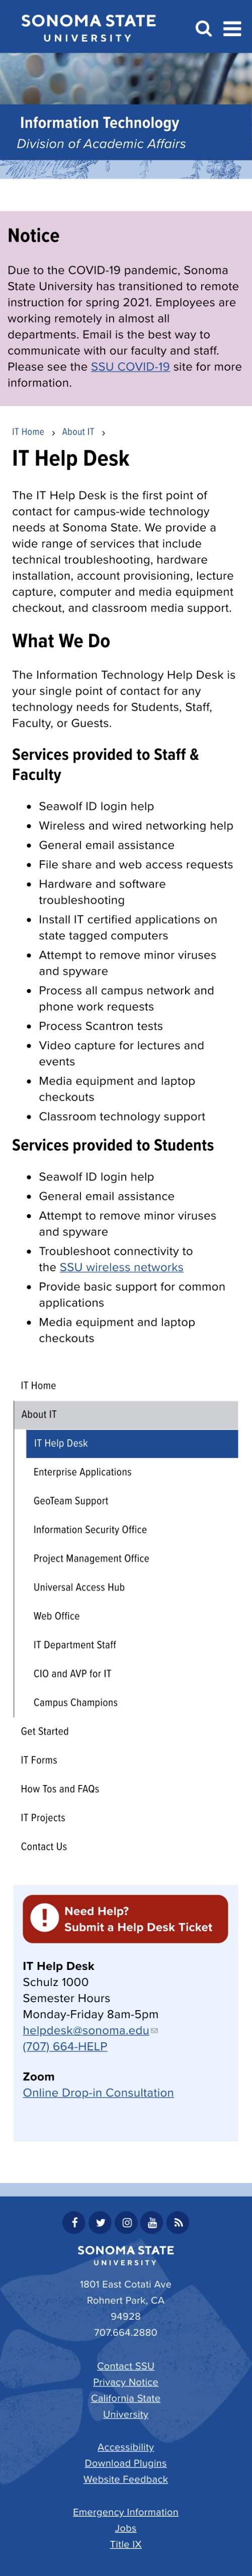 SONOMA STATE
UNIVERSITY
Information Technology
Division of Academic Affairs
Notice
Due to the COVID-19 pandemic, Sonoma
State University has transitioned to remote
instruction for spring 2021. Employees are
working remotely in almost all
departments. Email is the best way to
communicate with our faculty and staff.
Please see the SSU COVID-19 site for more
information.
IT Home › About IT ›
IT Help Desk
The IT Help Desk is the first point of
contact for campus-wide technology
needs at Sonoma State. We provide a
wide range of services that include
technical troubleshooting, hardware
installation, account provisioning, lecture
capture, computer and media equipment
checkout, and classroom media support.
What We Do
The Information Technology Help Desk is
your single point of contact for any
technology needs for Students, Staff,
Faculty, or Guests.
Services provided to Staff &
Faculty
• Seawolf ID login help
• Wireless and wired networking help
• General email assistance
• File share and web access requests
• Hardware and software
troubleshooting
• Install IT certified applications on
state tagged computers
• Attempt to remove minor viruses
and spyware
• Process all campus network and
phone work requests
• Process Scantron tests
• Video capture for lectures and
events
• Media equipment and laptop
checkouts
• Classroom technology support
Services provided to Students
• Seawolf ID login help
• General email assistance
• Attempt to remove minor viruses
and spyware
• Troubleshoot connectivity to
the SSU wireless networks
• Provide basic support for common
applications
• Media equipment and laptop
checkouts
IT Home
About IT
IT Help Desk
Enterprise Applications
GeoTeam Support
Information Security Office
Project Management Office
Universal Access Hub
Web Office
IT Department Staff
CIO and AVP for IT
Campus Champions
Get Started
IT Forms
How Tos and FAQs
IT Projects
Contact Us
Need Help?
Submit a Help Desk Ticket
IT Help Desk
Schulz 1000
Semester Hours
Monday-Friday 8am-5pm
helpdesk@sonoma.edu
(707) 664-HELP
Zoom
Online Drop-in Consultation
SONOMA STATE
UNIVERSITY
1801 East Cotati Ave
Rohnert Park, CA
94928
707.664.2880
Contact SSU
Privacy Notice
California State
University
Accessibility
Download Plugins
Website Feedback
Emergency Information
Jobs
Title IX